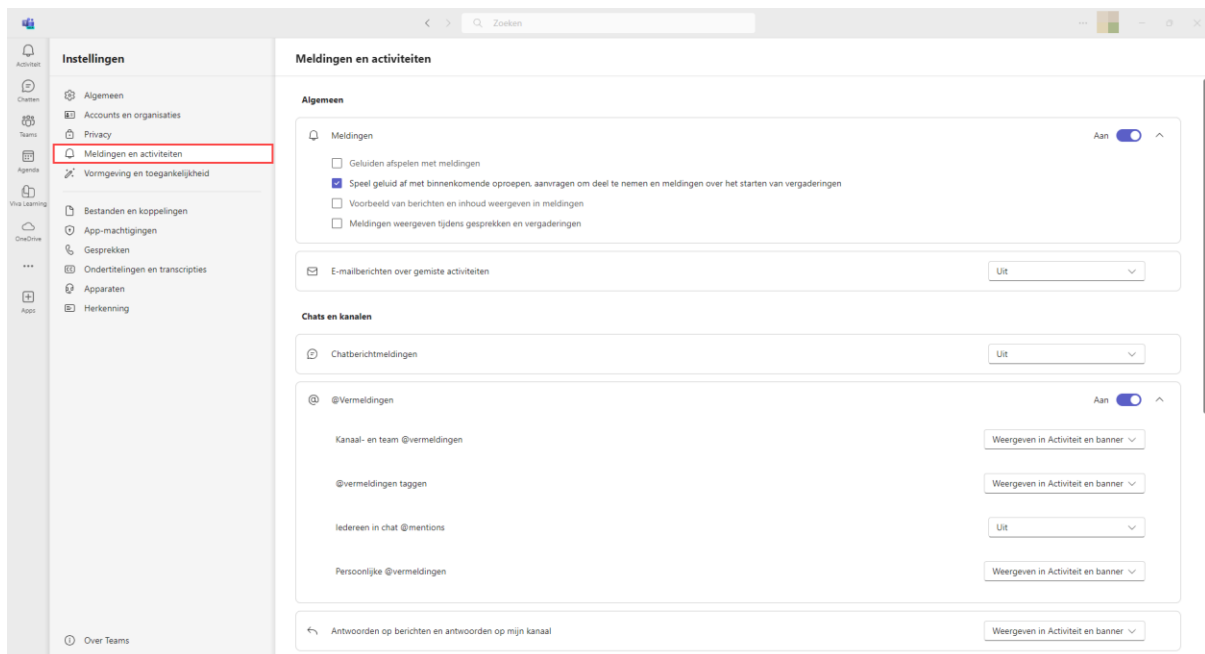 Zoeken
Activiteit
Chatten
Teams
Agenda
Viva Learning
OneDrive
Apps
Instellingen
Algemeen
Accounts en organisaties
Privacy
Meldingen en activiteiten
Vormgeving en toegankelijkheid
Bestanden en koppelingen
App-machtigingen
Gesprekken
Ondertitelingen en transcripties
Apparaten
Herkenning
Over Teams
Meldingen en activiteiten
Algemeen
Meldingen Aan
Geluiden afspelen met meldingen
Speel geluid af met binnenkomende oproepen, aanvragen om deel te nemen en meldingen over het starten van vergaderingen
Voorbeeld van berichten en inhoud weergeven in meldingen
Meldingen weergeven tijdens gesprekken en vergaderingen
E-mailberichten over gemiste activiteiten Uit
Chats en kanalen
Chatberichtmeldingen Uit
@Vermeldingen Aan
Kanaal- en team @vermeldingen Weergeven in Activiteit en banner
@vermeldingen taggen Weergeven in Activiteit en banner
Iedereen in chat @mentions Uit
Persoonlijke @vermeldingen Weergeven in Activiteit en banner
Antwoorden op berichten en antwoorden op mijn kanaal Weergeven in Activiteit en banner